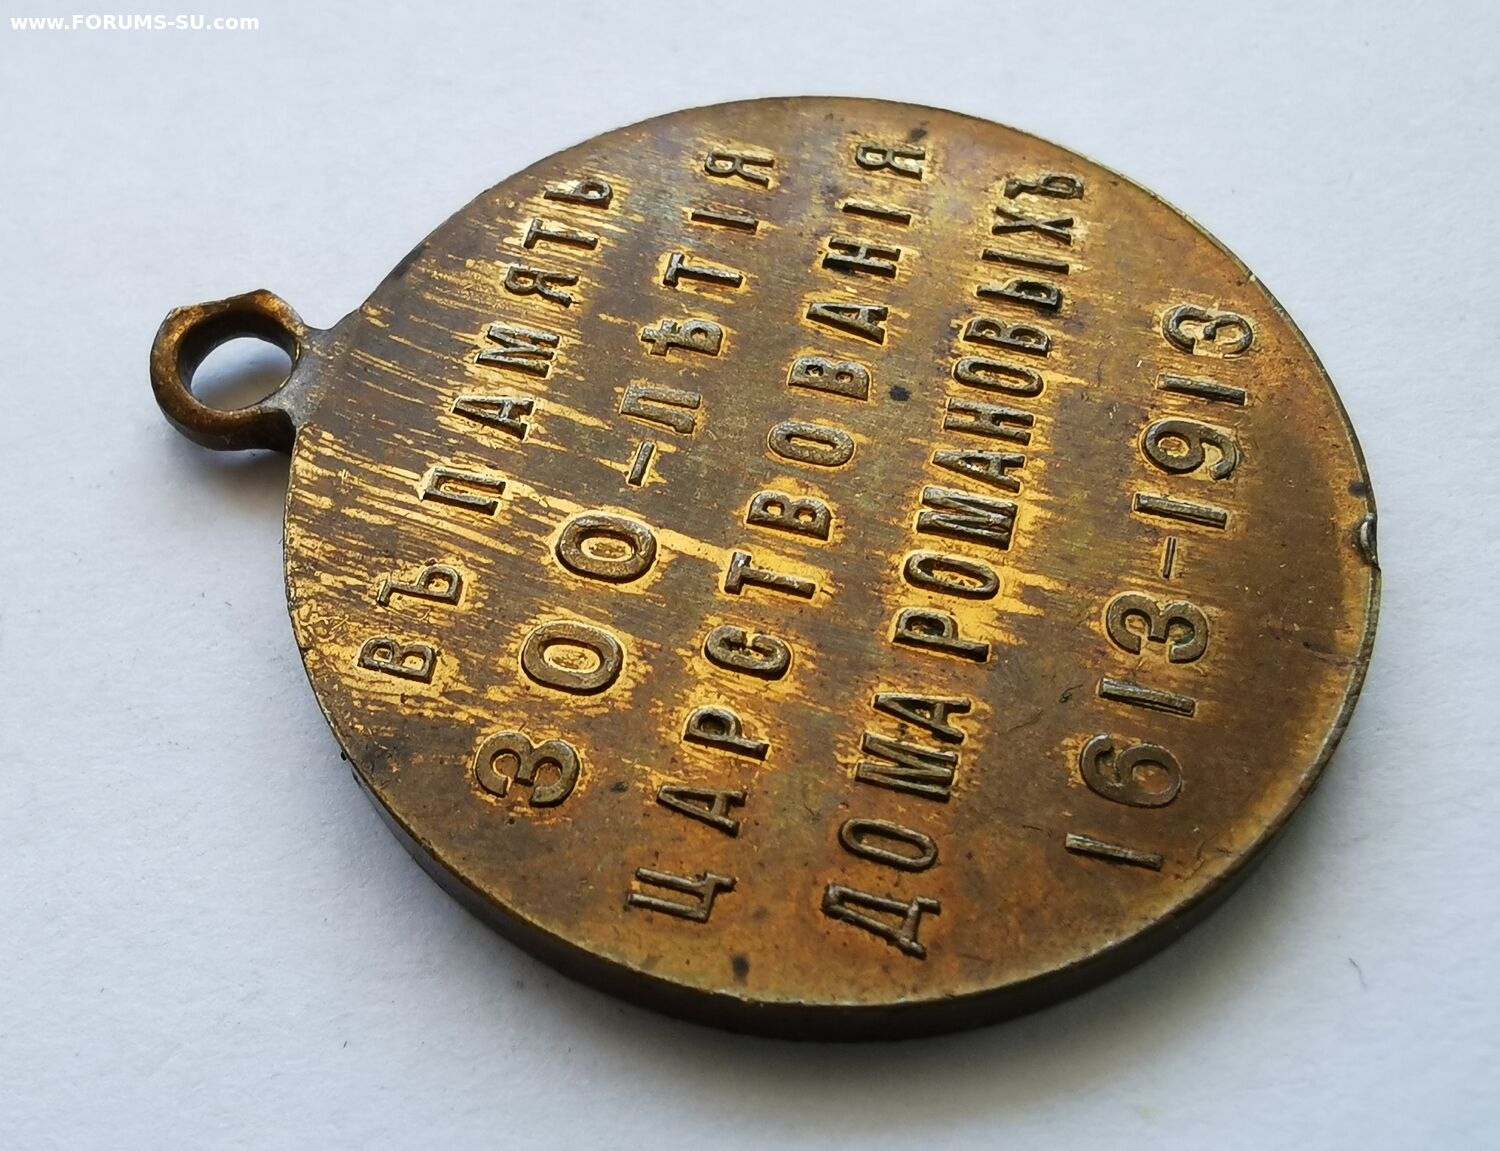 www.FORUMS-SU.com
ВЪ ПАМЯТЬ
300-ЛѢТІЯ
ЦАРСТВОВАНІЯ
ДОМА РОМАНОВЫХЪ
1613-1913